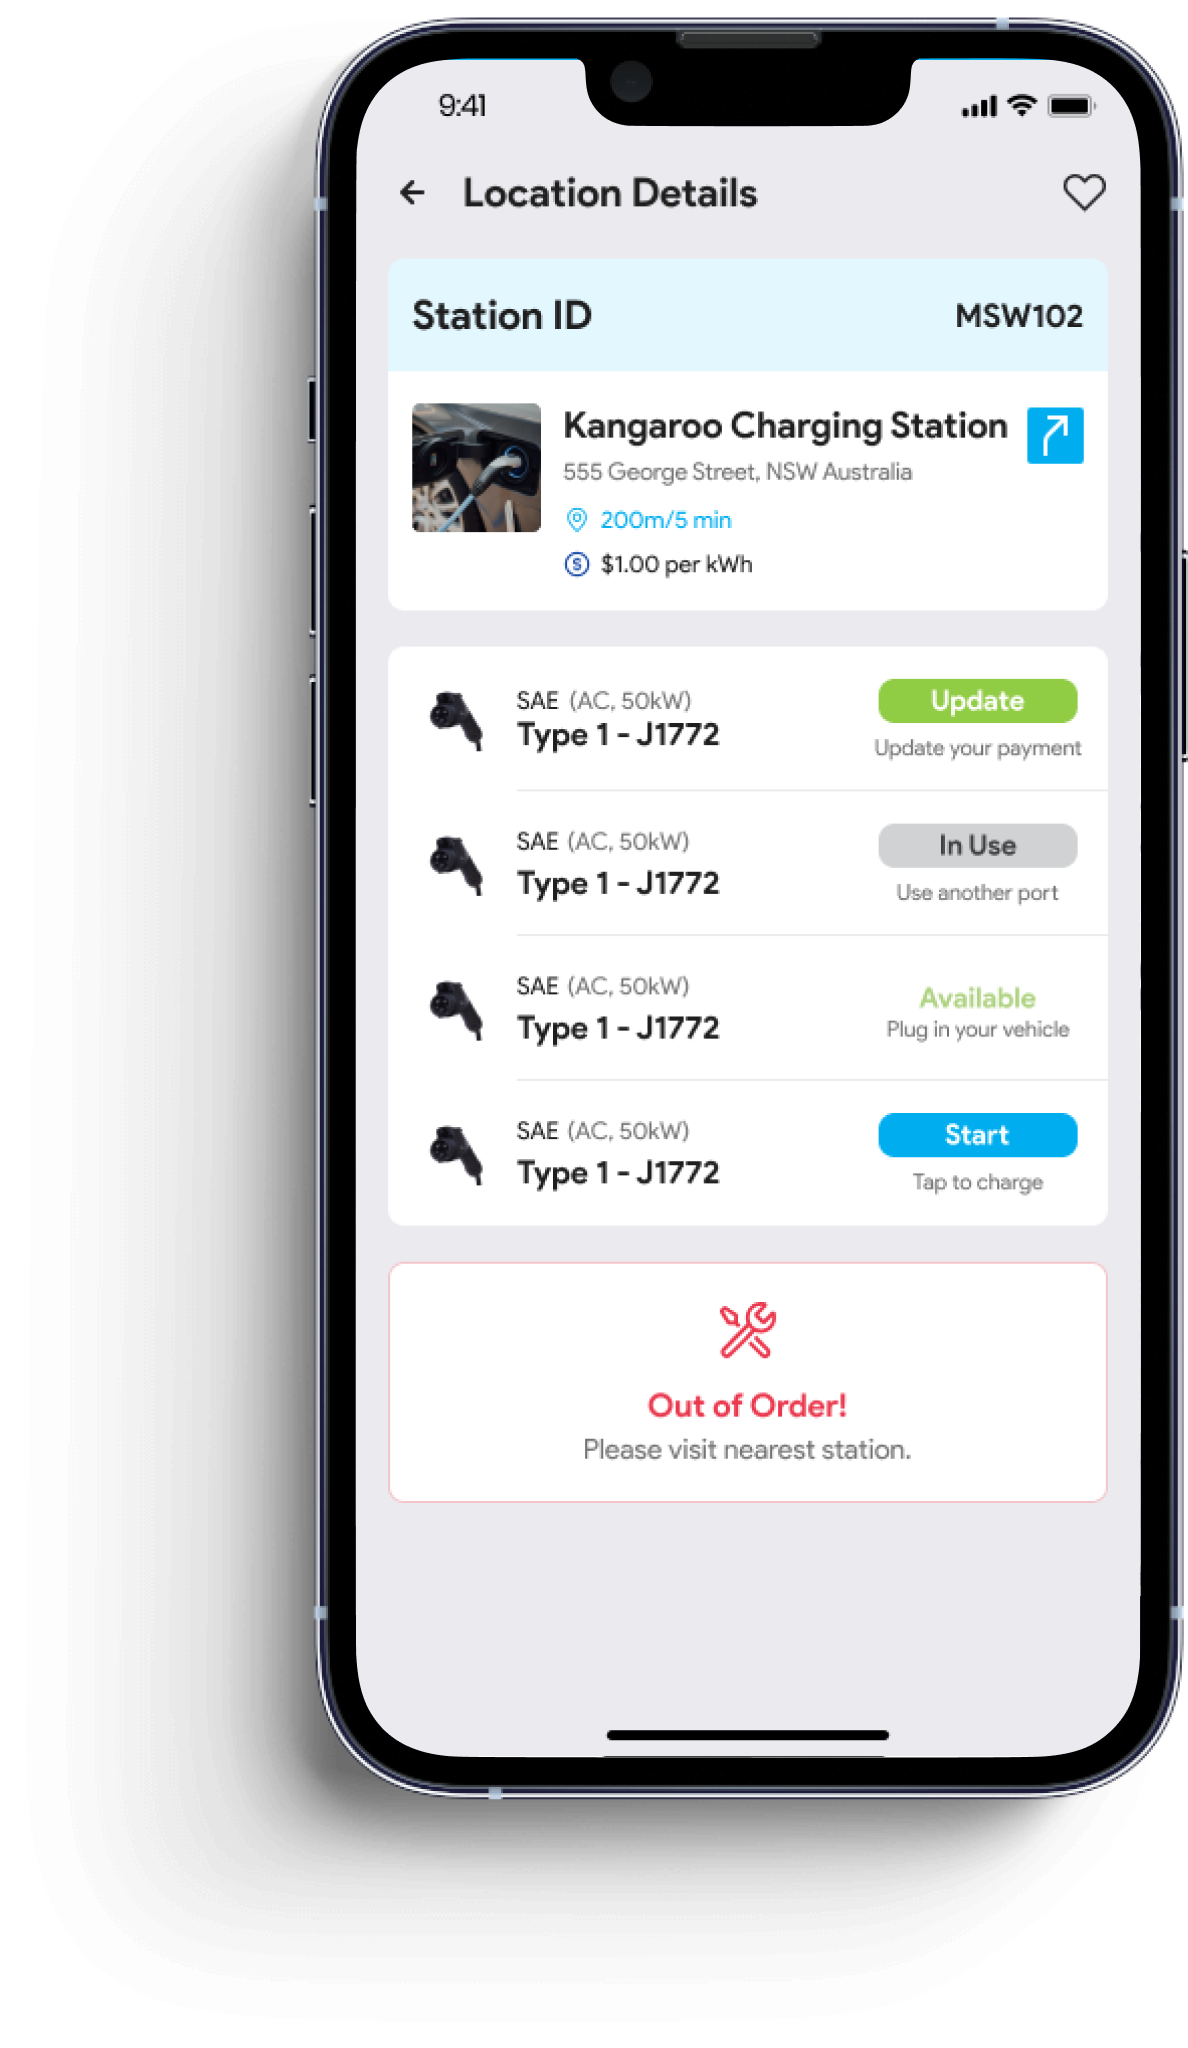 9:41
Location Details
Station ID MSW102
Kangaroo Charging Station
555 George Street, NSW Australia
200m/5 min
$1.00 per kWh
SAE (AC, 50kW)
Type 1 - J1772
Update
Update your payment
SAE (AC, 50kW)
Type 1 - J1772
In Use
Use another port
SAE (AC, 50kW)
Type 1 - J1772
Available
Plug in your vehicle
SAE (AC, 50kW)
Type 1 - J1772
Start
Tap to charge
Out of Order!
Please visit nearest station.